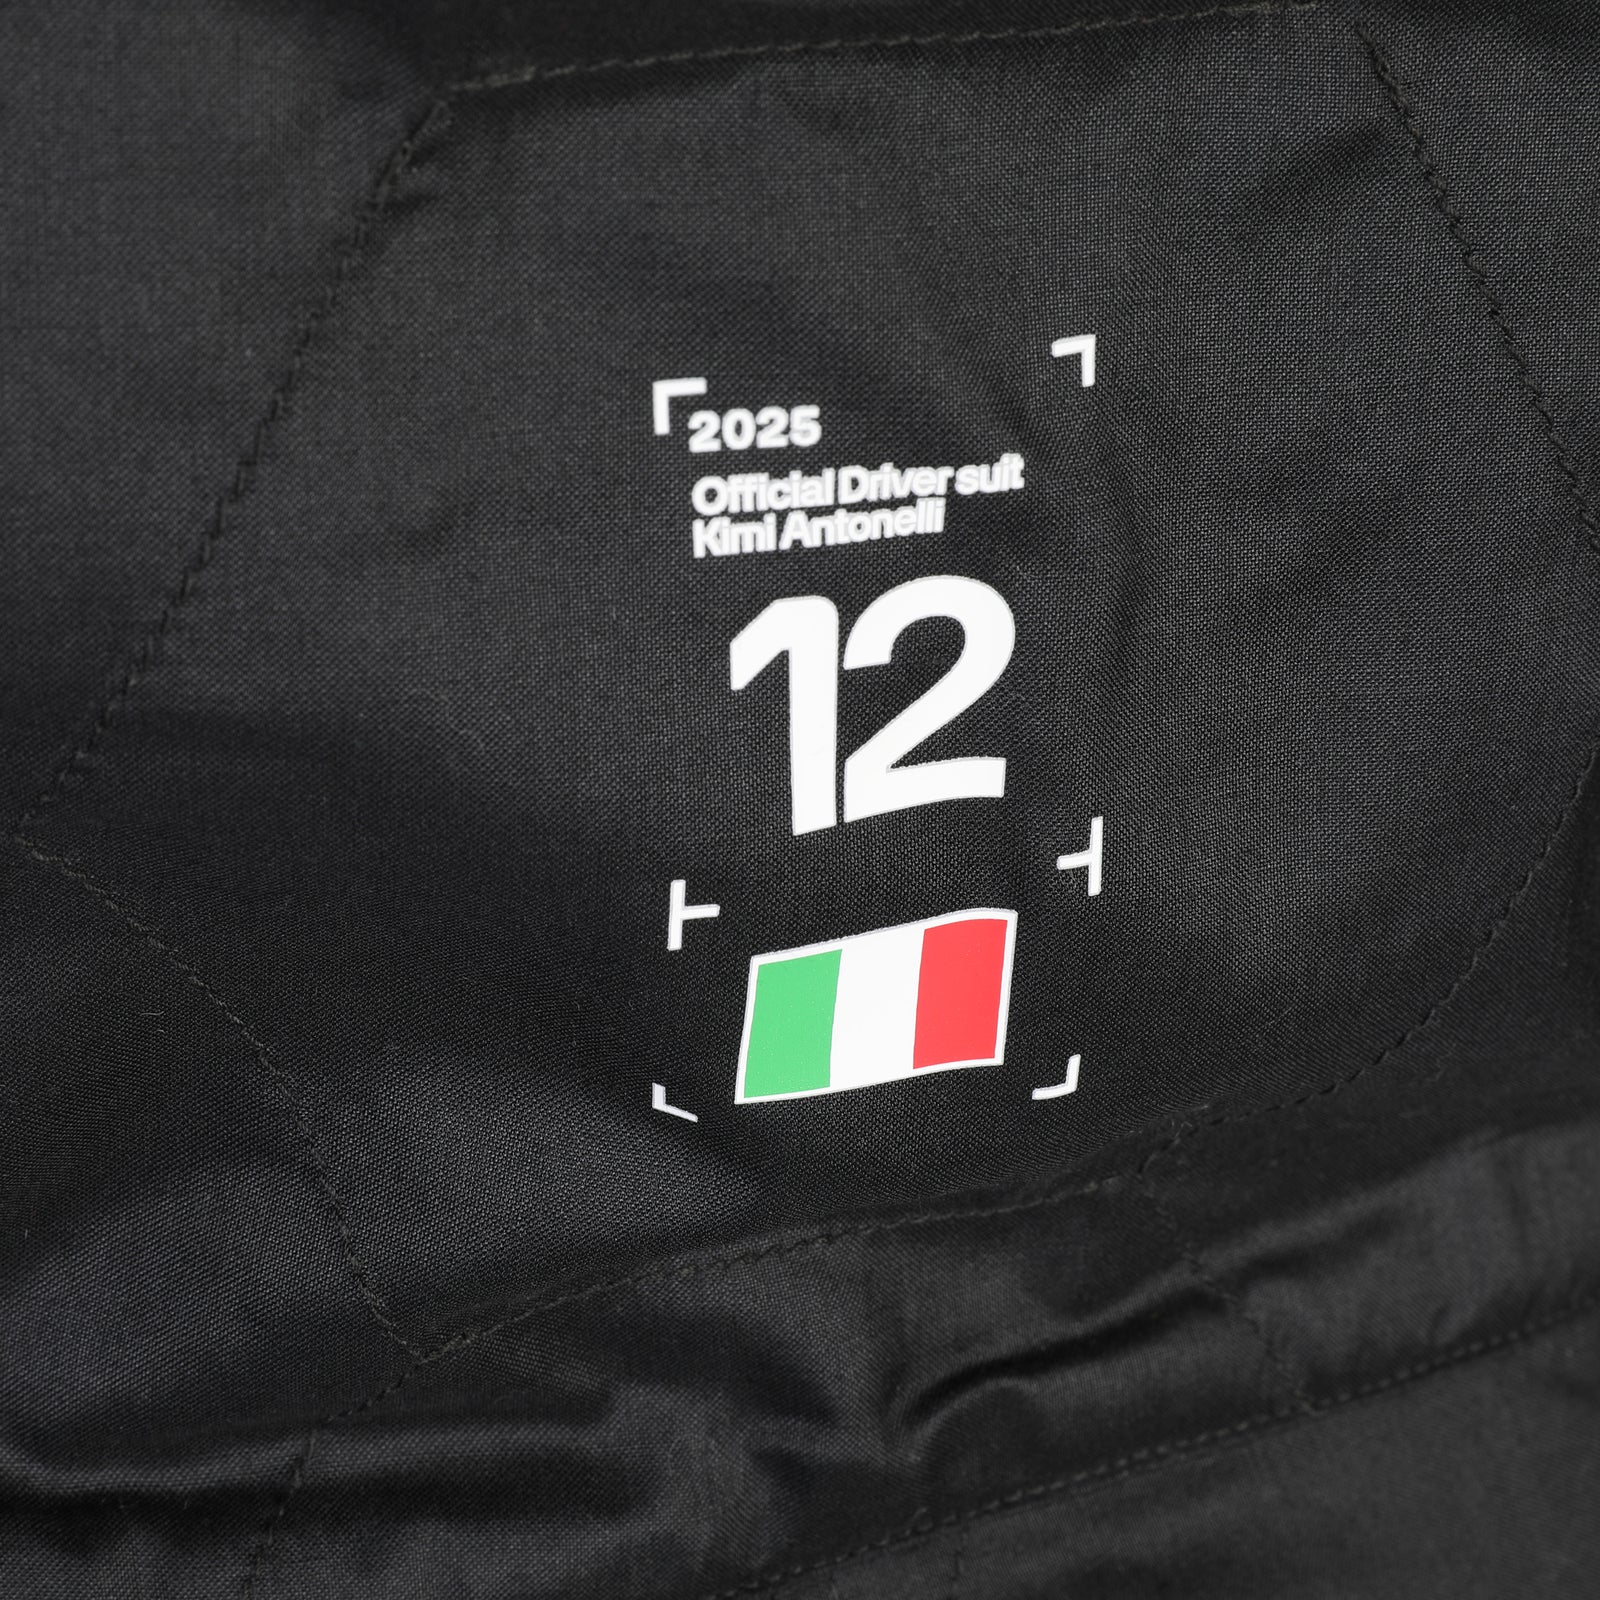 2025
Official Driver suit
Kimi Antonelli
12